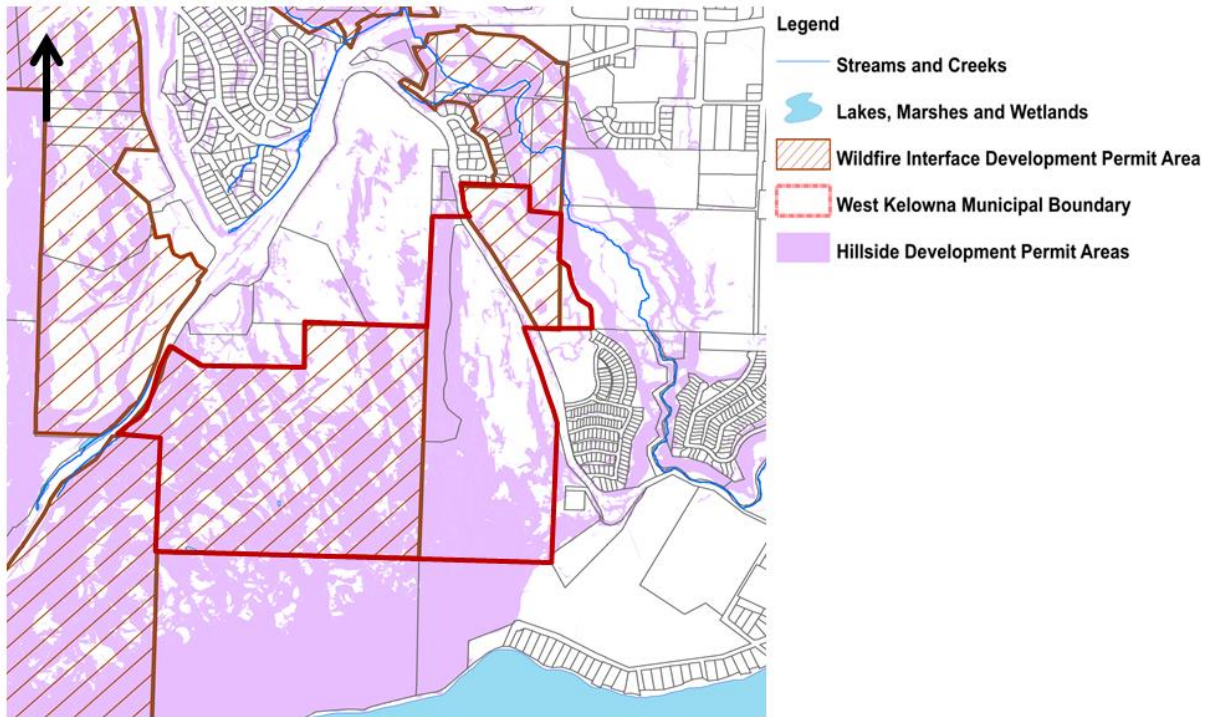 Legend
Streams and Creeks
Lakes, Marshes and Wetlands
Wildfire Interface Development Permit Area
West Kelowna Municipal Boundary
Hillside Development Permit Areas